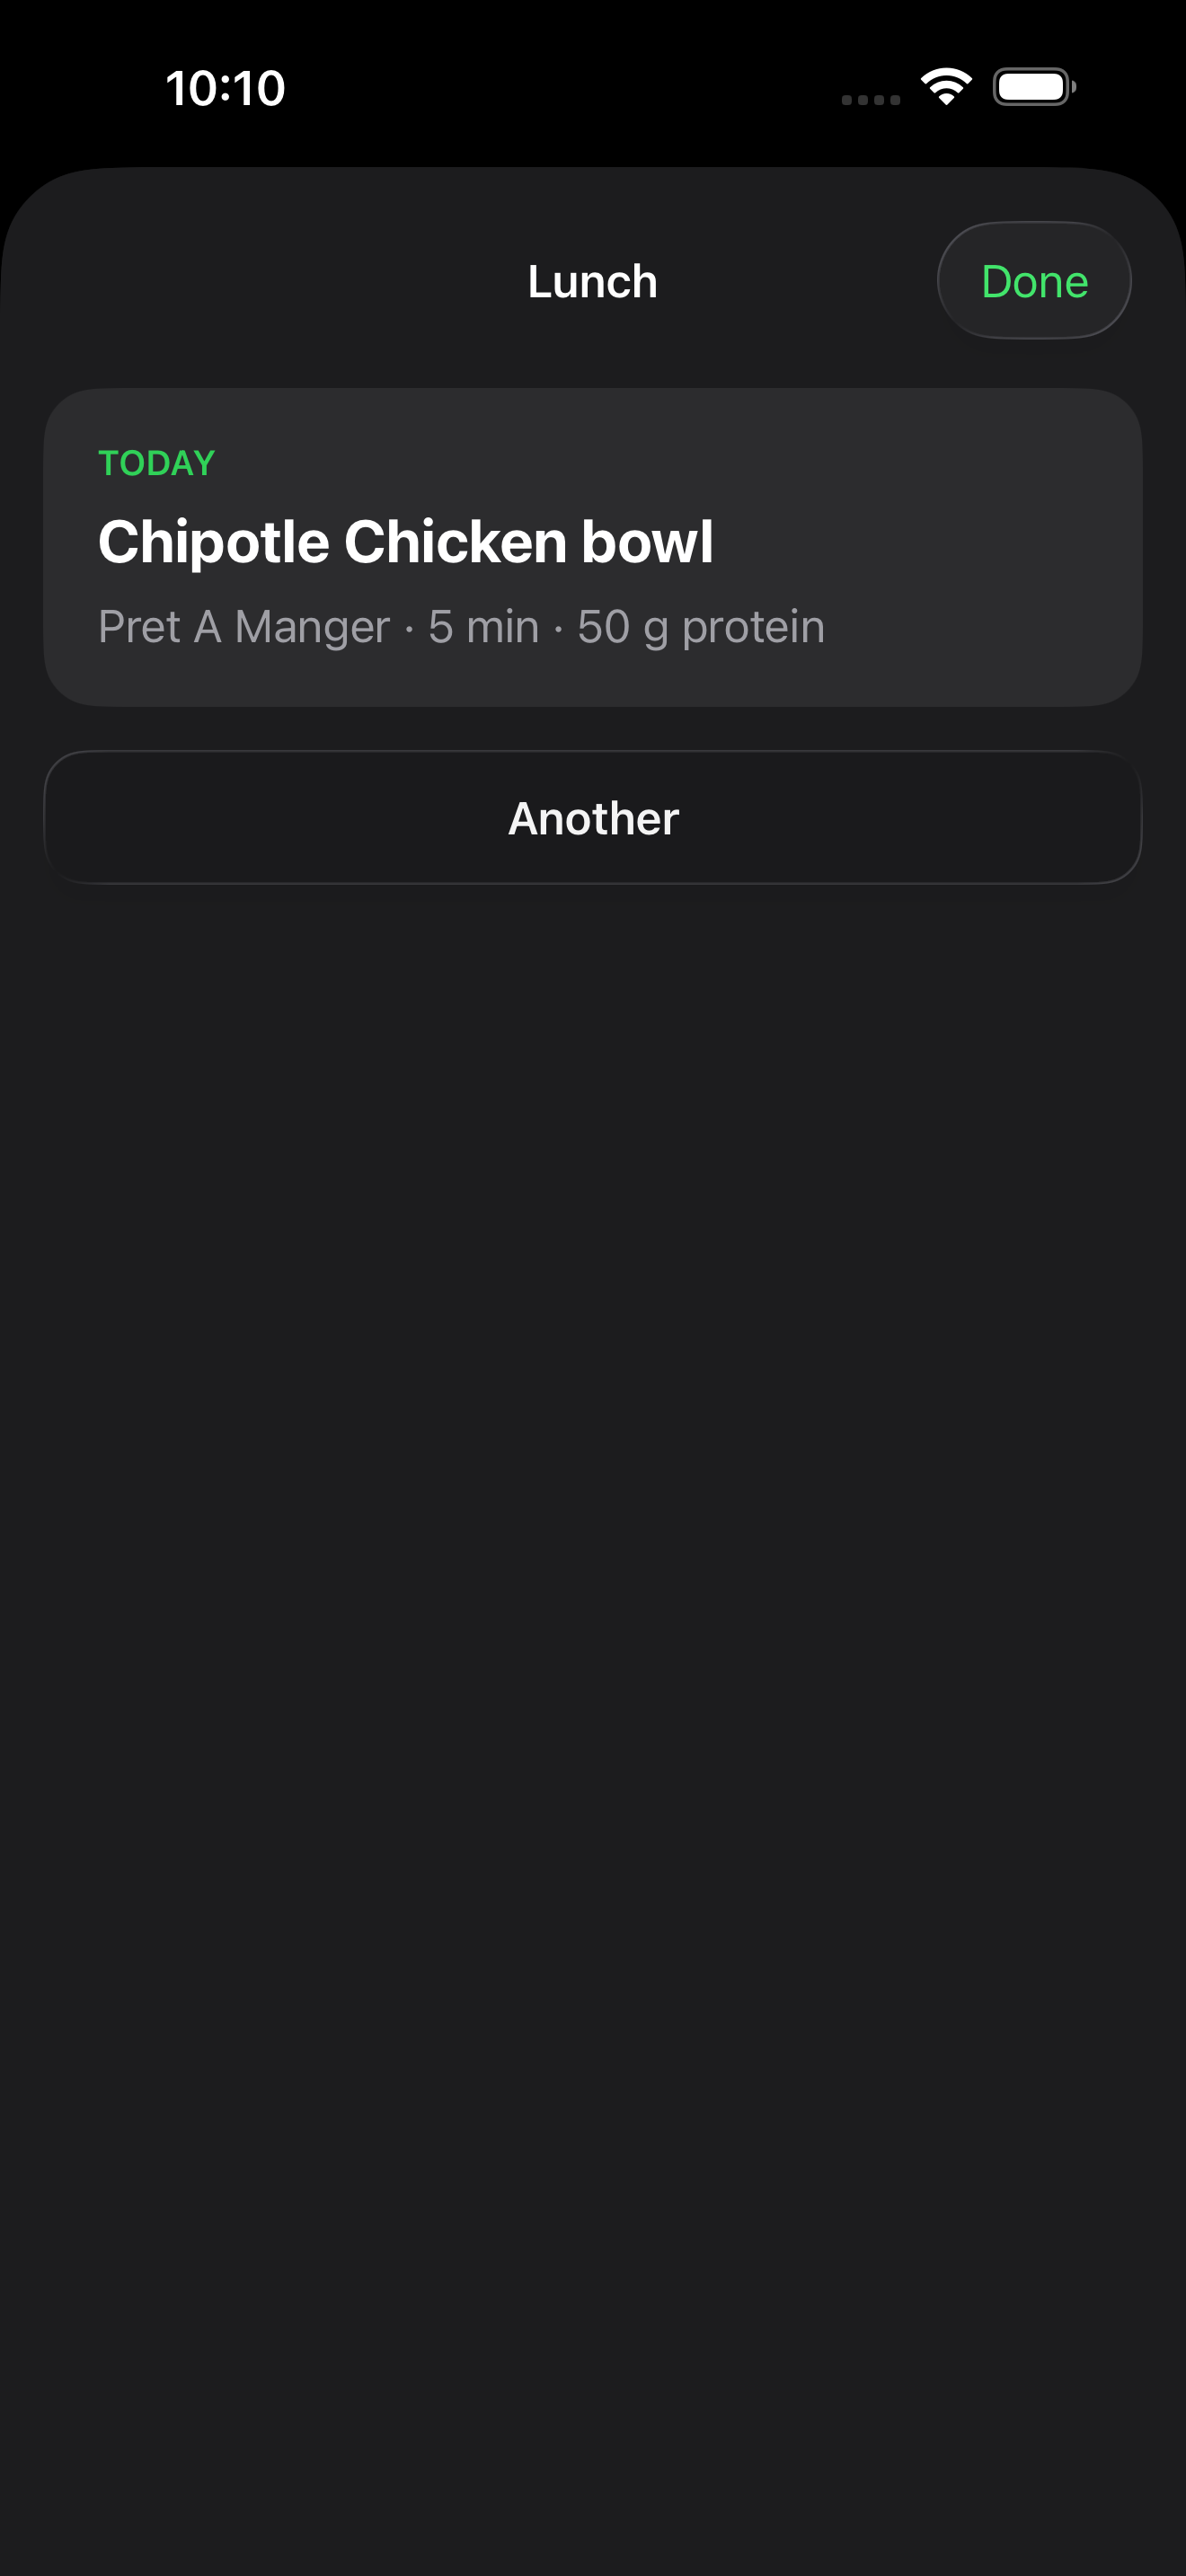 10:10
Lunch
Done
TODAY
Chipotle Chicken bowl
Pret A Manger · 5 min · 50 g protein
Another